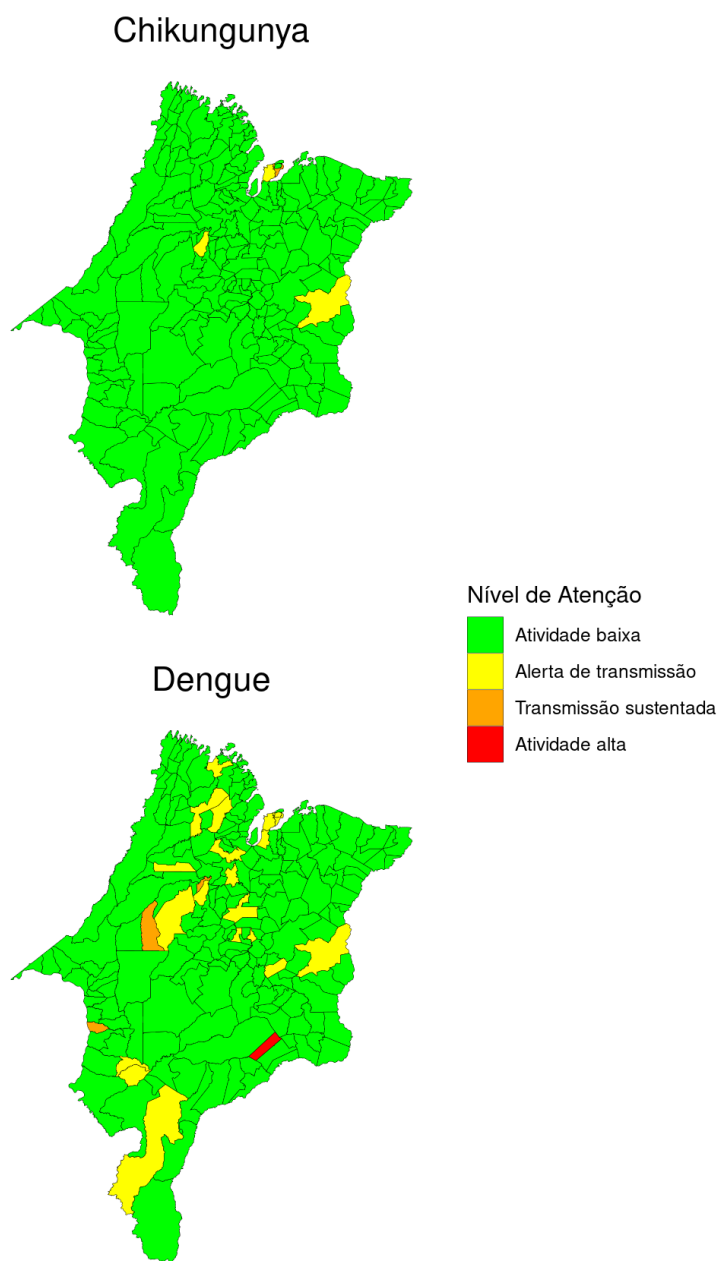 Chikungunya
Nível de Atenção
Atividade baixa
Alerta de transmissão
Transmissão sustentada
Atividade alta
Dengue